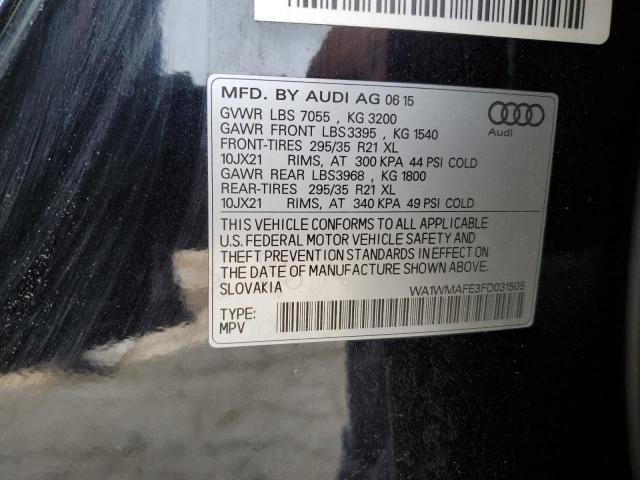 MFD. BY AUDI AG 06 15
GVWR LBS 7055 , KG 3200
GAWR FRONT LBS3395 , KG 1540
FRONT-TIRES 295/35 R21 XL
10JX21 RIMS, AT 300 KPA 44 PSI COLD
GAWR REAR LBS3968 , KG 1800
REAR-TIRES 295/35 R21 XL
10JX21 RIMS, AT 340 KPA 49 PSI COLD
Audi
THIS VEHICLE CONFORMS TO ALL APPLICABLE
U.S. FEDERAL MOTOR VEHICLE SAFETY AND
THEFT PREVENTION STANDARDS IN EFFECT ON
THE DATE OF MANUFACTURE SHOWN ABOVE.
SLOVAKIA
WA1WMAFE3FD031505
TYPE:
MPV